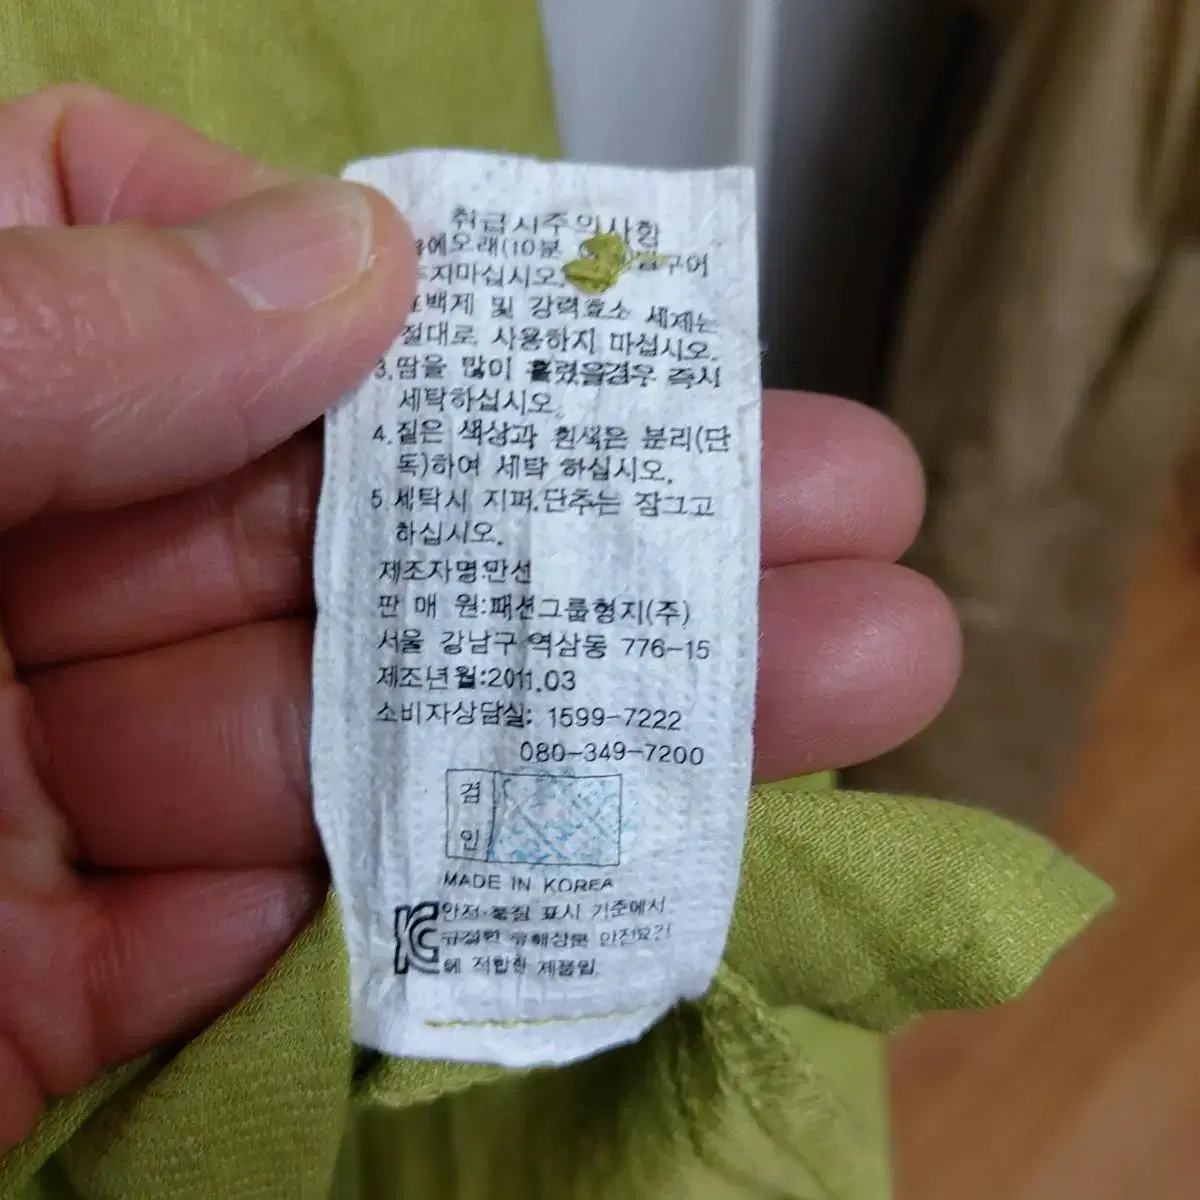 취급시주의사항
에오래(10분 구어
지마십시오.
표백제 및 강력효소 세제는
절대로 사용하지 마십시오.
3.땀을 많이 흘렸을경우 즉시
세탁하십시오.
4.짙은 색상과 흰색은 분리(단
독)하여 세탁 하십시오.
5.세탁시 지퍼.단추는 잠그고
하십시오.
제조자명:만선
판 매 원:패션그룹형지(주)
서울 강남구 역삼동 776-15
제조년월:2011.03
소비자상담실: 1599-7222
080-349-7200
검
인
MADE IN KOREA
KC 안전·품질 표시 기준에서
규정한 유해성분 안전요건
에 적합한 제품임